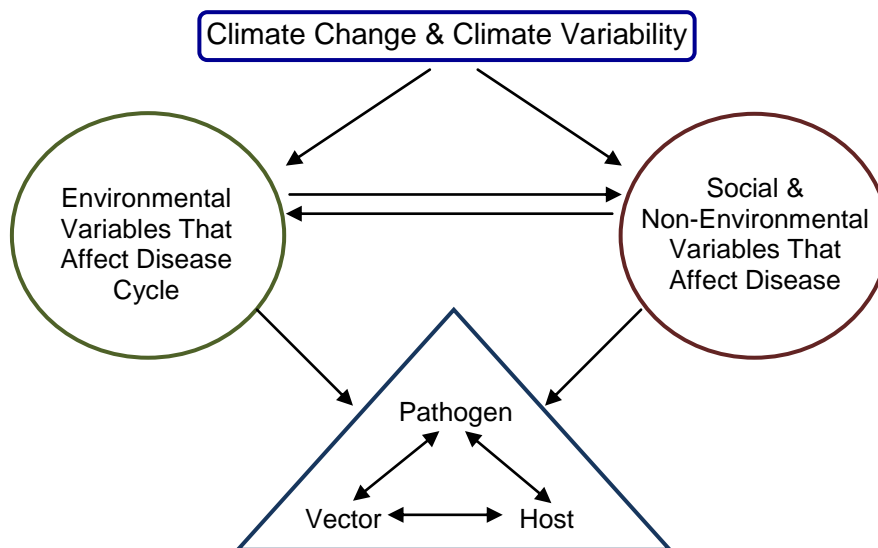 Climate Change & Climate Variability
Environmental
Variables That
Affect Disease
Cycle
Social &
Non-Environmental
Variables That
Affect Disease
Pathogen
Vector
Host